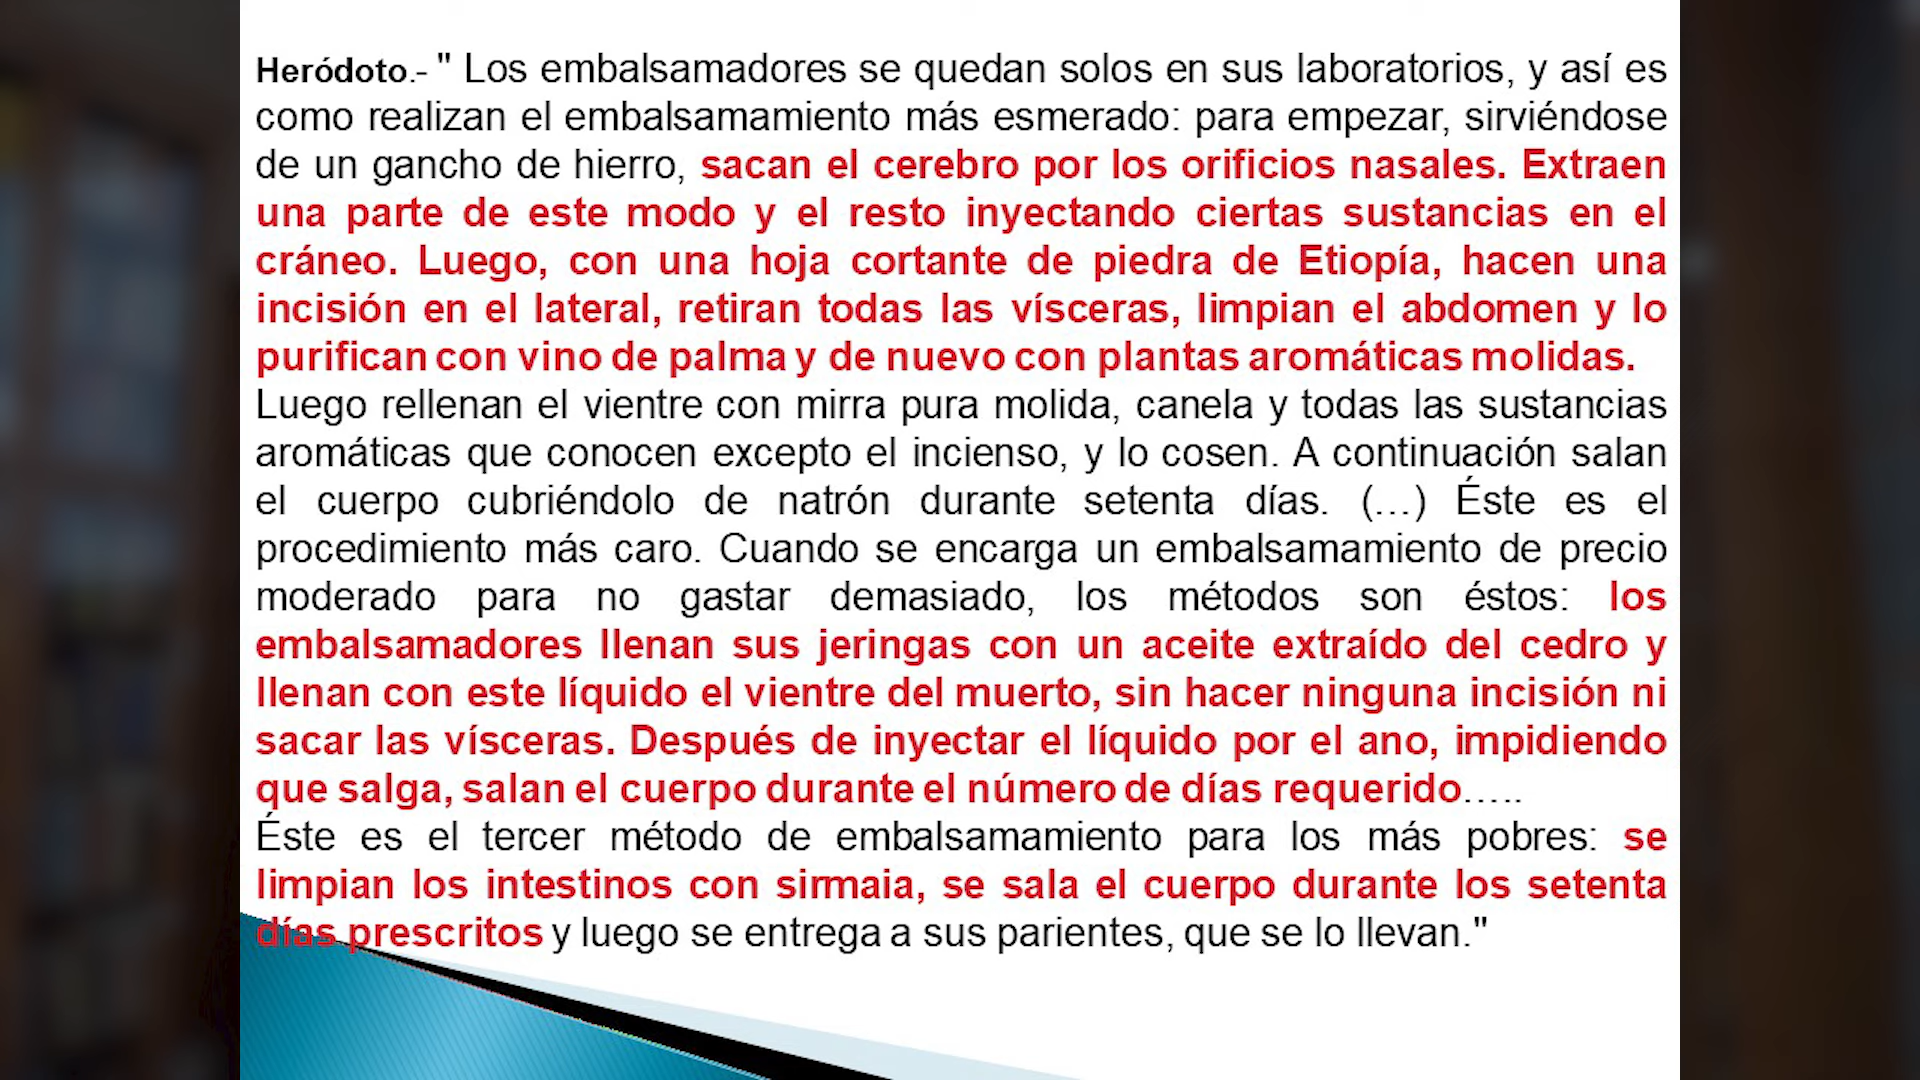 Heródoto.- " Los embalsamadores se quedan solos en sus laboratorios, y así es
como realizan el embalsamamiento más esmerado: para empezar, sirviéndose
de un gancho de hierro, sacan el cerebro por los orificios nasales. Extraen
una parte de este modo y el resto inyectando ciertas sustancias en el
cráneo. Luego, con una hoja cortante de piedra de Etiopía, hacen una
incisión en el lateral, retiran todas las vísceras, limpian el abdomen y lo
purifican con vino de palma y de nuevo con plantas aromáticas molidas.
Luego rellenan el vientre con mirra pura molida, canela y todas las sustancias
aromáticas que conocen excepto el incienso, y lo cosen. A continuación salan
el cuerpo cubriéndolo de natrón durante setenta días. (…) Éste es el
procedimiento más caro. Cuando se encarga un embalsamamiento de precio
moderado para no gastar demasiado, los métodos son éstos: los
embalsamadores llenan sus jeringas con un aceite extraído del cedro y
llenan con este líquido el vientre del muerto, sin hacer ninguna incisión ni
sacar las vísceras. Después de inyectar el líquido por el ano, impidiendo
que salga, salan el cuerpo durante el número de días requerido…..
Éste es el tercer método de embalsamamiento para los más pobres: se
limpian los intestinos con sirmaia, se sala el cuerpo durante los setenta
días prescritos y luego se entrega a sus parientes, que se lo llevan."